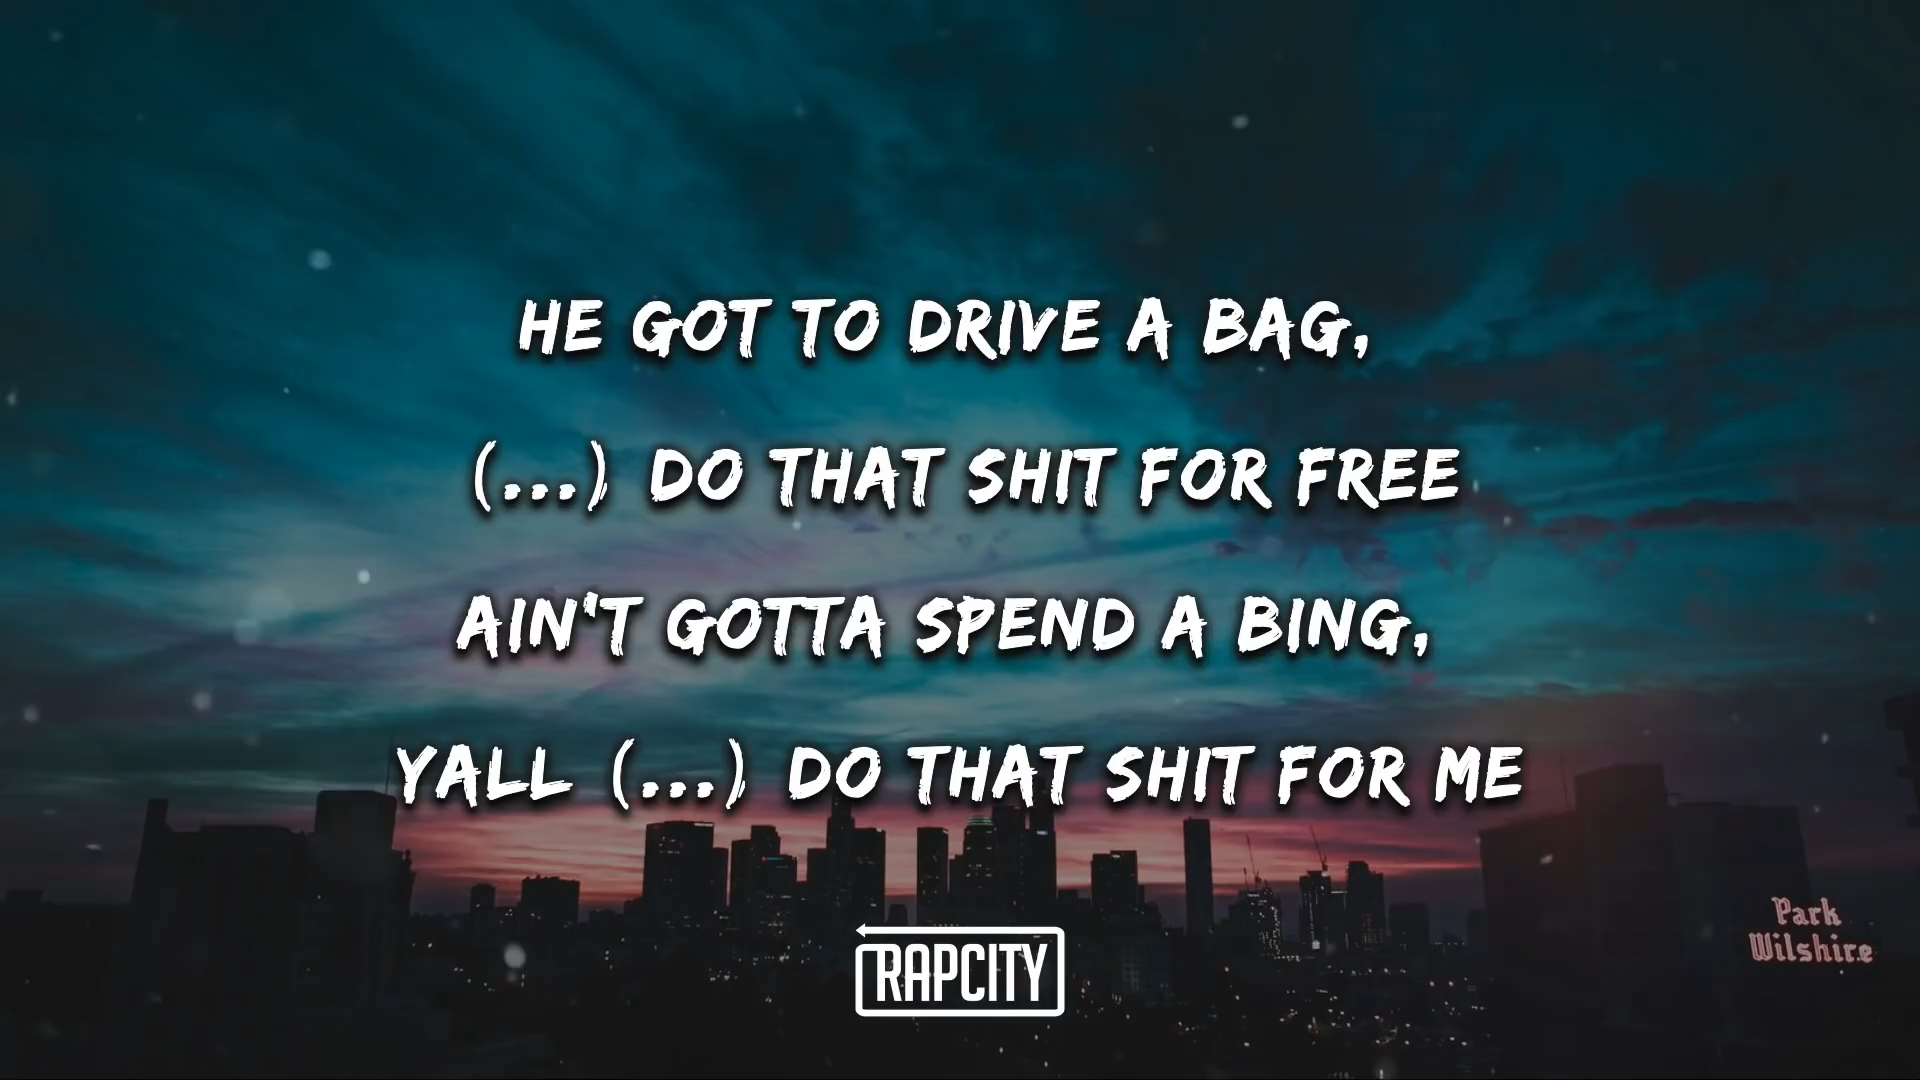 HE GOT TO DRIVE A BAG,
(...) DO THAT SHIT FOR FREE
AIN'T GOTTA SPEND A BING,
YALL (...) DO THAT SHIT FOR ME
Park
Wilshire
RAPCITY